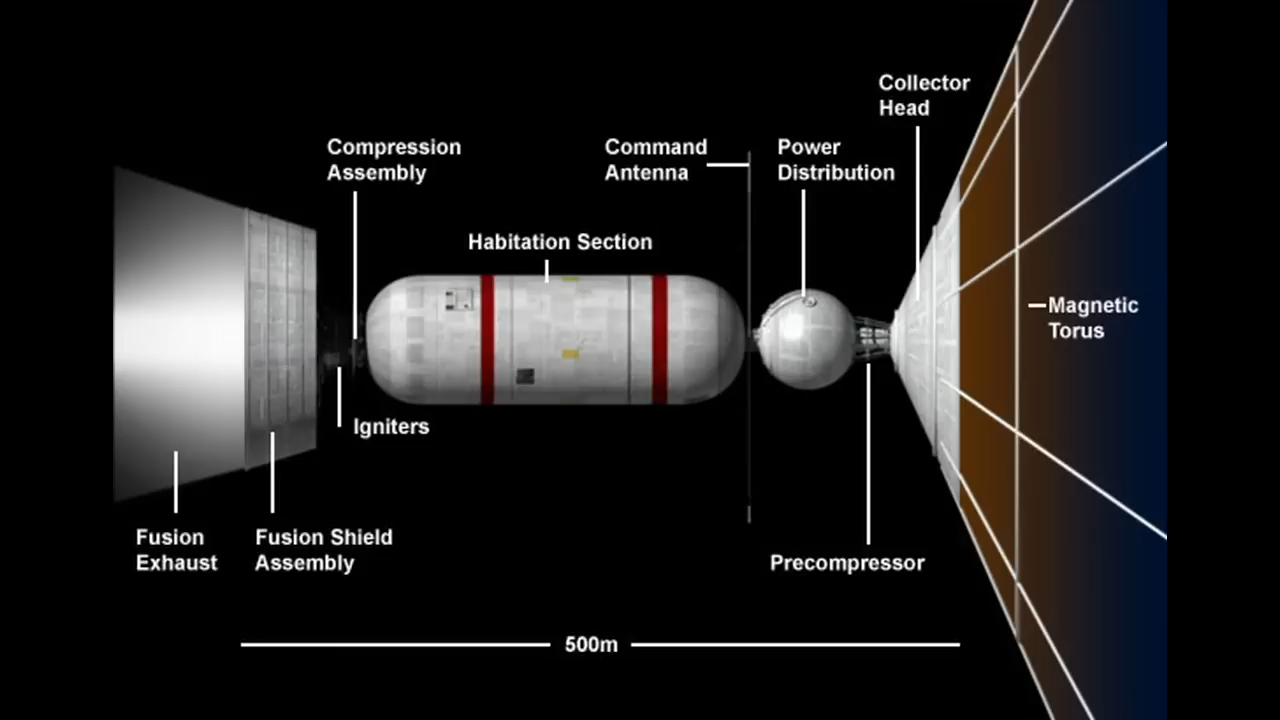 Collector
Head
Compression
Assembly
Command
Antenna
Power
Distribution
Habitation Section
Magnetic
Torus
Igniters
Fusion
Exhaust
Fusion Shield
Assembly
Precompressor
500m